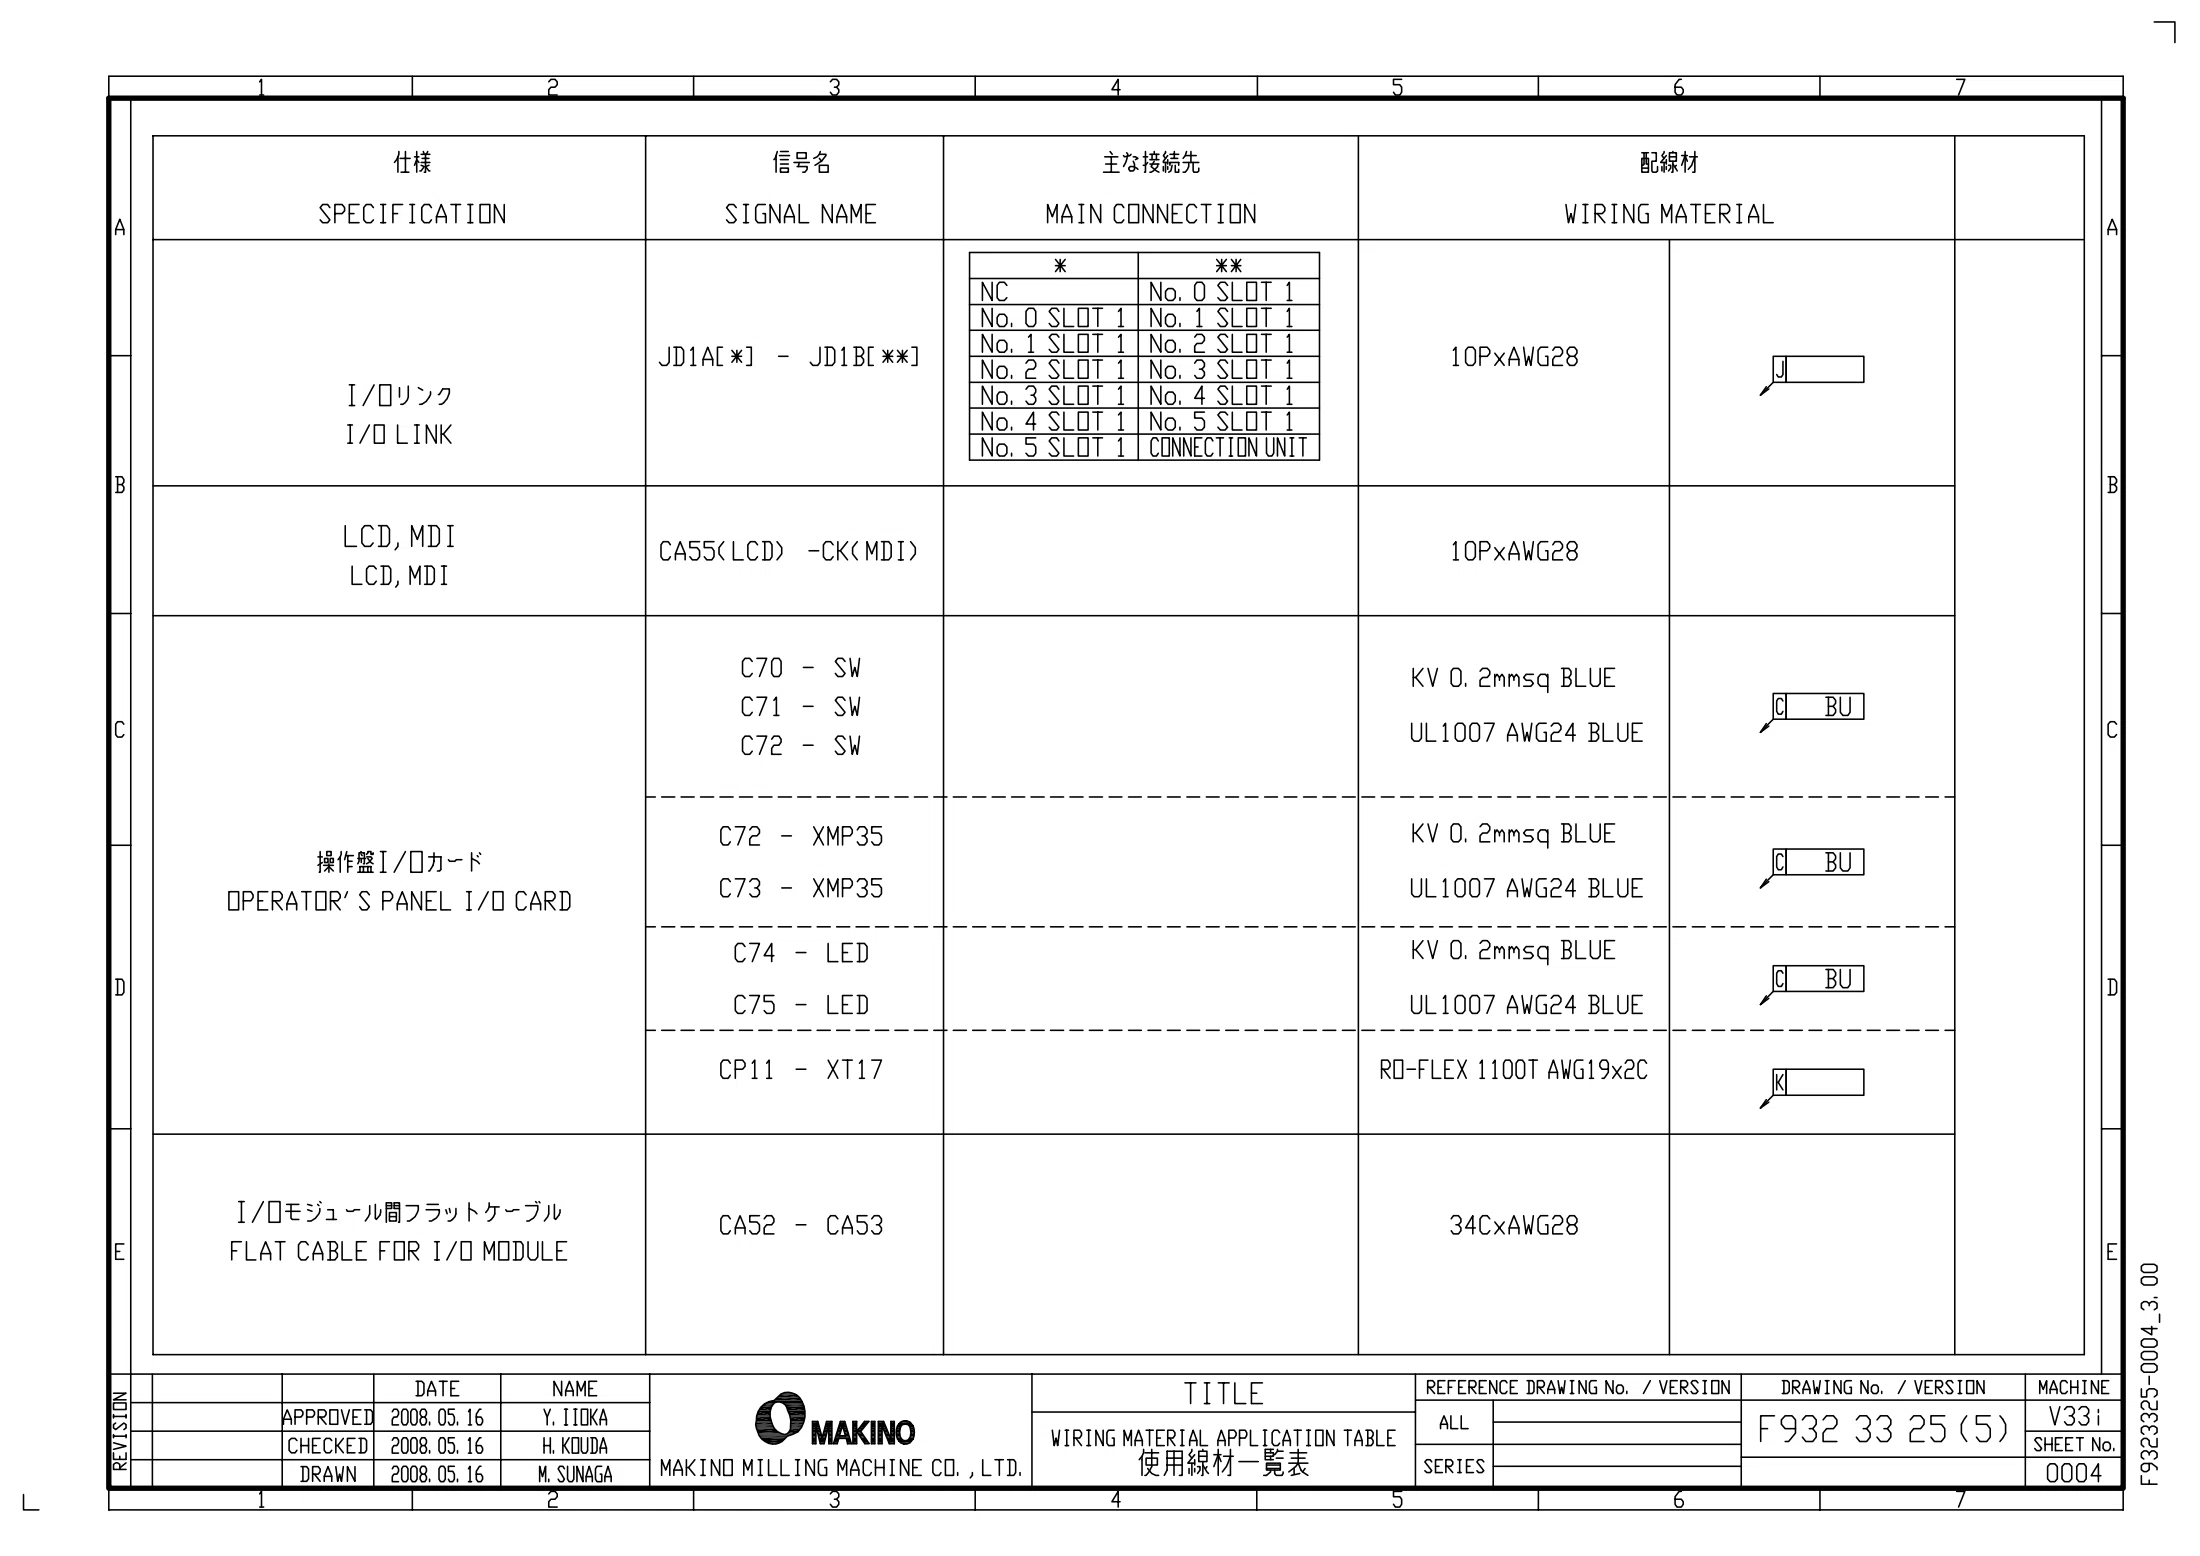 1 2 3 4 5 6 7
仕様 信号名 主な接続先 配線材
SPECIFICATION SIGNAL NAME MAIN CONNECTION WIRING MATERIAL
A A
* **
NC No. 0 SLOT 1
No. 0 SLOT 1 No. 1 SLOT 1
No. 1 SLOT 1 No. 2 SLOT 1
No. 2 SLOT 1 No. 3 SLOT 1
No. 3 SLOT 1 No. 4 SLOT 1
No. 4 SLOT 1 No. 5 SLOT 1
No. 5 SLOT 1 CONNECTION UNIT
I/Oリンク
I/O LINK
JD1A[*] - JD1B[**]
10PxAWG28
J
B B
LCD, MDI
LCD, MDI
CA55(LCD) -CK(MDI)
10PxAWG28
C C
操作盤I/Oカード
OPERATOR'S PANEL I/O CARD
C70 - SW
C71 - SW
C72 - SW
KV 0. 2mmsq BLUE
UL1007 AWG24 BLUE
C BU
C72 - XMP35
C73 - XMP35
KV 0. 2mmsq BLUE
UL1007 AWG24 BLUE
C BU
D D
C74 - LED
C75 - LED
KV 0. 2mmsq BLUE
UL1007 AWG24 BLUE
C BU
CP11 - XT17
RO-FLEX 1100T AWG19x2C
K
E E
I/Oモジュール間フラットケーブル
FLAT CABLE FOR I/O MODULE
CA52 - CA53
34CxAWG28
REVISION
DATE NAME
APPROVED 2008. 05. 16 Y. IIOKA
CHECKED 2008. 05. 16 H. KOUDA
DRAWN 2008. 05. 16 M. SUNAGA
MAKINO
MAKINO MILLING MACHINE CO. , LTD.
TITLE
WIRING MATERIAL APPLICATION TABLE
使用線材一覧表
REFERENCE DRAWING No. / VERSION
ALL
SERIES
DRAWING No. / VERSION
F932 33 25 (5)
MACHINE
V33i
SHEET No.
0004
F9323325-0004_3. 00
1 2 3 4 5 6 7